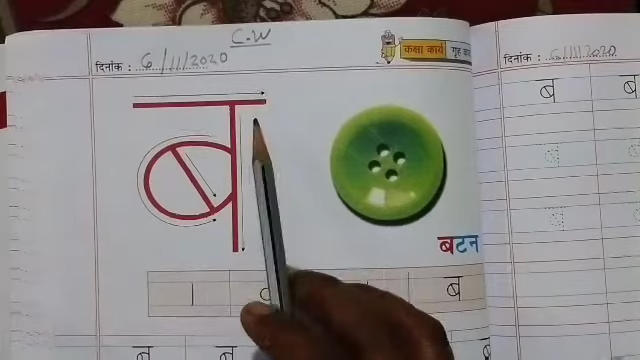 C.W
दिनांक : 6/11/2020
कक्षा कार्य गृह का
दिनांक : 6/11/2020
ब
ब ब
ब
ब
बटन
ब
ब ब